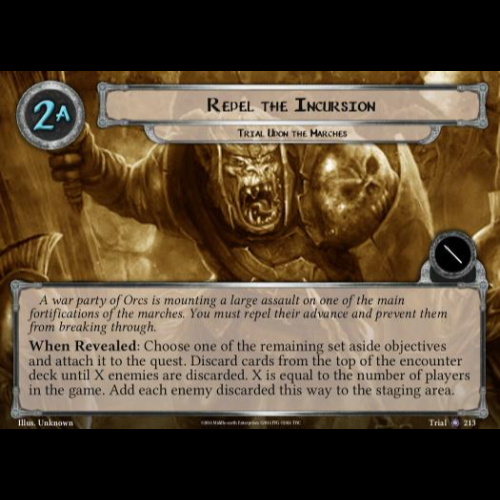 2A
Repel the Incursion
Trial Upon the Marches
A war party of Orcs is mounting a large assault on one of the main
fortifications of the marches. You must repel their advance and prevent them
from breaking through.
When Revealed: Choose one of the remaining set aside objectives
and attach it to the quest. Discard cards from the top of the encounter
deck until X enemies are discarded. X is equal to the number of players
in the game. Add each enemy discarded this way to the staging area.
Illus. Unknown
Trial 213